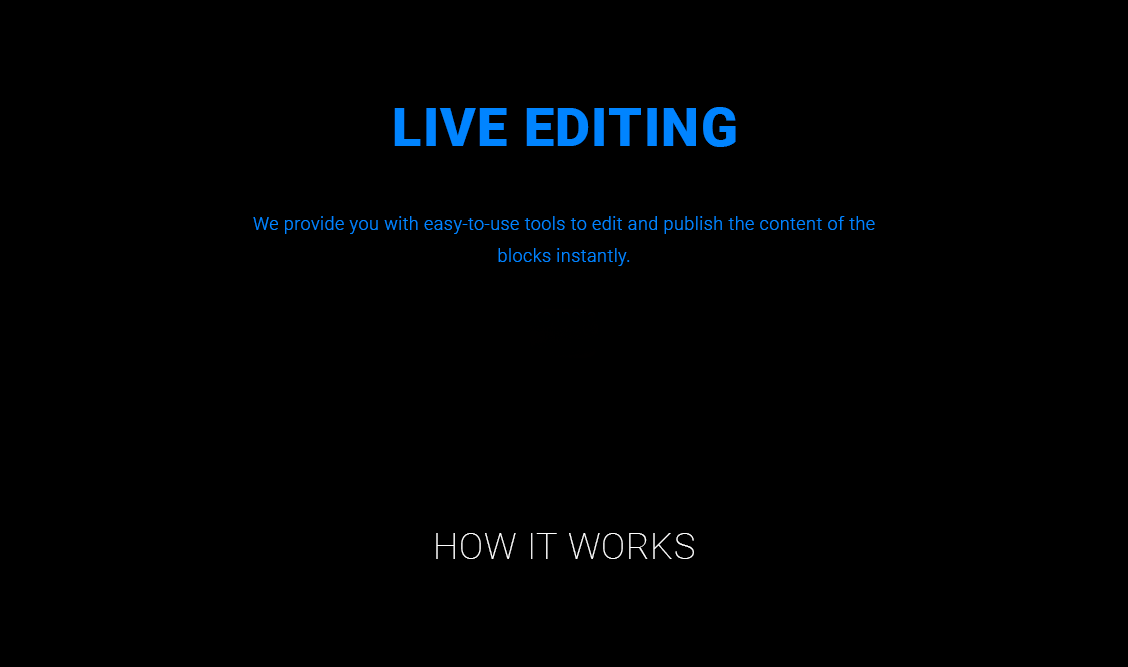 LIVE EDITING
We provide you with easy-to-use tools to edit and publish the content of the
blocks instantly.
HOW IT WORKS